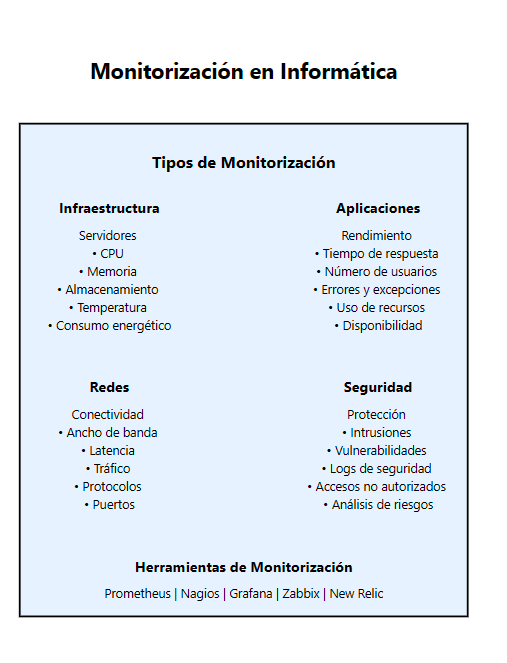 Monitorización en Informática
Tipos de Monitorización
Infraestructura
Servidores
• CPU
• Memoria
• Almacenamiento
• Temperatura
• Consumo energético
Aplicaciones
Rendimiento
• Tiempo de respuesta
• Número de usuarios
• Errores y excepciones
• Uso de recursos
• Disponibilidad
Redes
Conectividad
• Ancho de banda
• Latencia
• Tráfico
• Protocolos
• Puertos
Seguridad
Protección
• Intrusiones
• Vulnerabilidades
• Logs de seguridad
• Accesos no autorizados
• Análisis de riesgos
Herramientas de Monitorización
Prometheus | Nagios | Grafana | Zabbix | New Relic